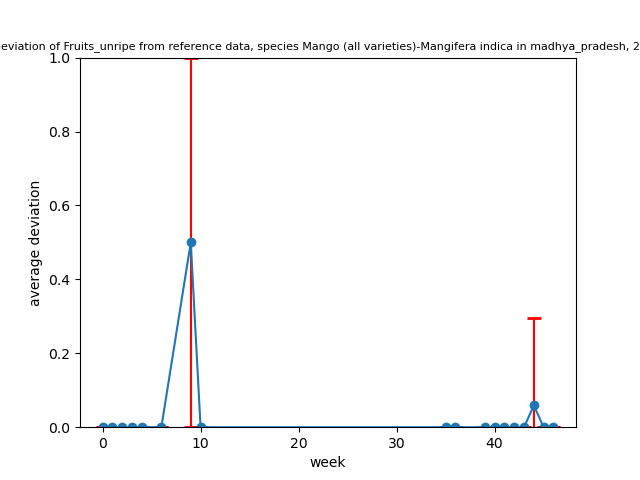 eviation of Fruits_unripe from reference data, species Mango (all varieties)-Mangifera indica in madhya_pradesh, 2
1.0
0.8
0.6
0.4
0.2
0.0
average deviation
0 10 20 30 40
week